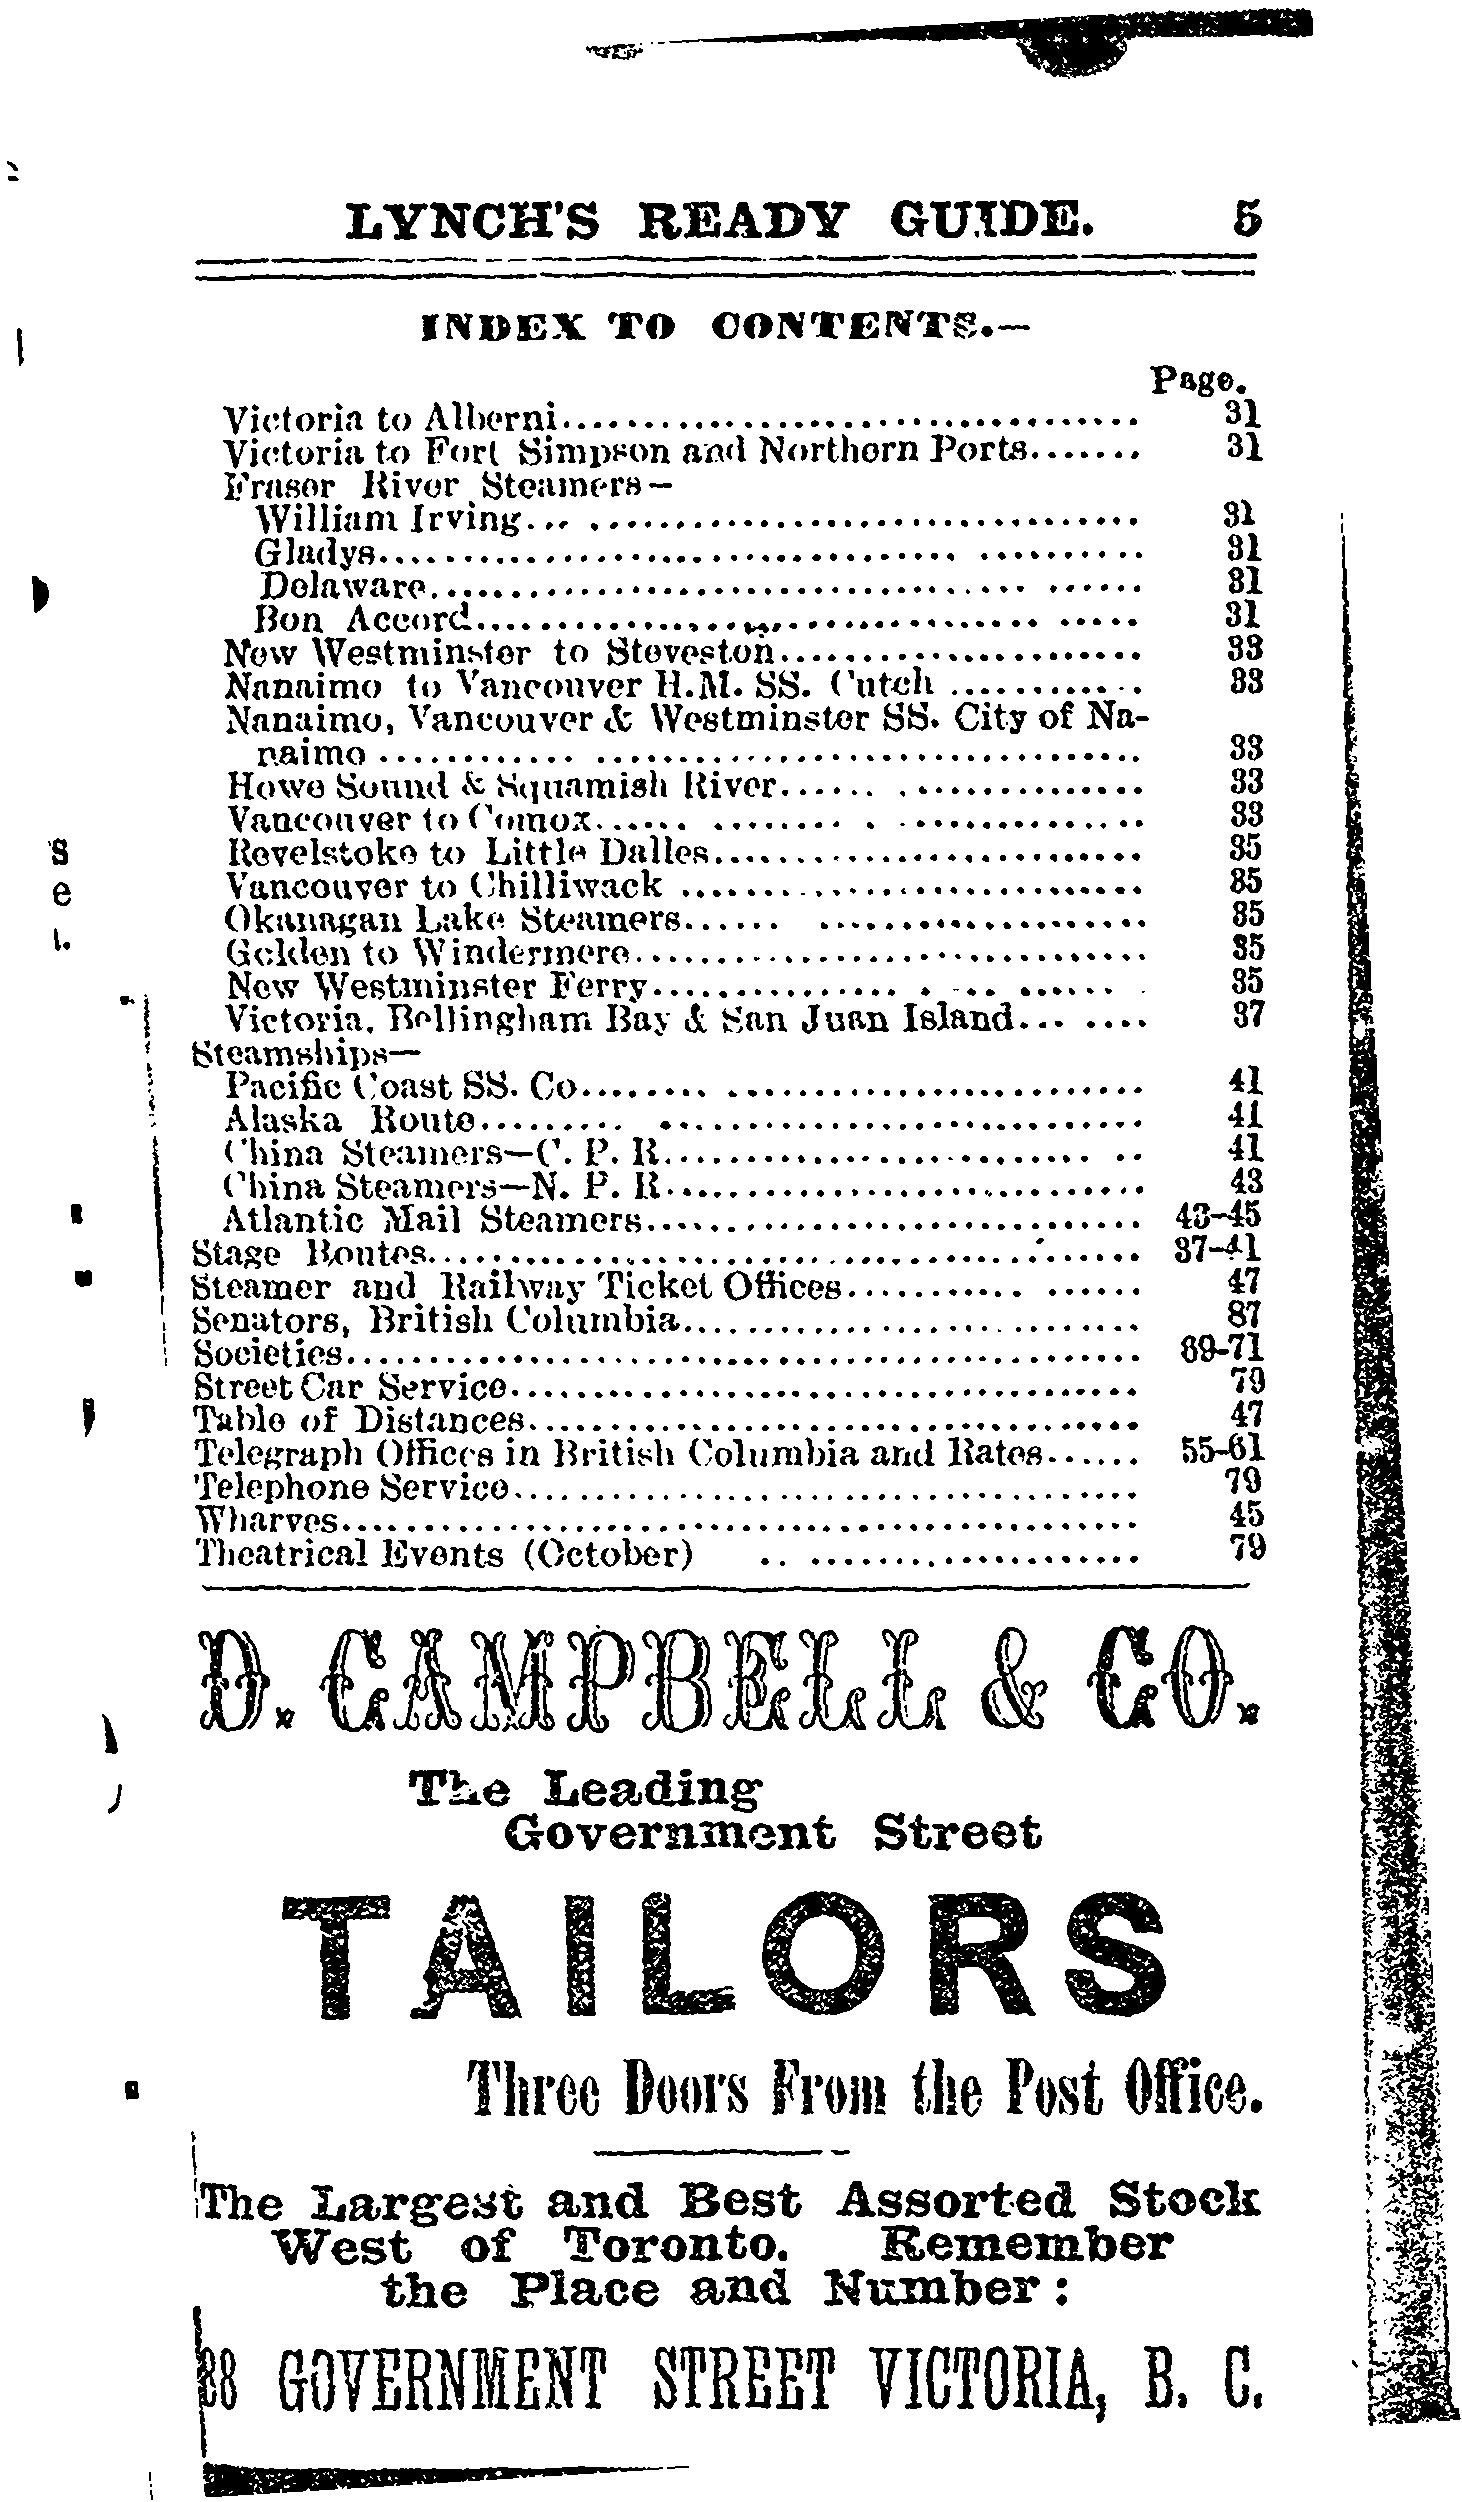 LYNCH'S READY GUIDE. 5
INDEX TO CONTENTS.—
Page.
Victoria to Alberni........................................ 31
Victoria to Fort Simpson and Northern Ports....... 31
Fraser River Steamers—
William Irving... ................................. 31
Gladys................................... .......... 31
Delaware.................................... ...... 31
Bon Accord................................... ..... 31
New Westminster to Steveston...................... 33
Nanaimo to Vancouver H.M. SS. Cutch ............ 33
Nanaimo, Vancouver & Westminster SS. City of Na-
naimo ............ ................................. 33
Howe Sound & Squamish River...... ............... 33
Vancouver to Comox...... ........ . ............... 33
Revelstoke to Little Dalles.......................... 35
Vancouver to Chilliwack ............................ 35
Okanagan Lake Steamers...... .................... 35
Golden to Windermere............................... 35
New Westminster Ferry............... . ... ...... . 35
Victoria, Bellingham Bay & San Juan Island... .... 37
Steamships—
Pacific Coast SS. Co........ ......................... 41
Alaska Route......... ............................. 41
China Steamers—C. P. R.......................... .. 41
China Steamers—N. P. R............................. 43
Atlantic Mail Steamers.............................. 43-45
Stage Routes........................................... 37-41
Steamer and Railway Ticket Offices........... ...... 47
Senators, British Columbia............................ 87
Societies................................................ 69-71
Street Car Service...................................... 79
Table of Distances..................................... 47
Telegraph Offices in British Columbia and Rates...... 55-61
Telephone Service...................................... 79
Wharves................................................ 45
Theatrical Events (October) .. .................... 79
D. CAMPBELL & CO.
The Leading
Government Street
TAILORS
Three Doors From the Post Office.
The Largest and Best Assorted Stock
West of Toronto. Remember
the Place and Number:
88 GOVERNMENT STREET VICTORIA, B. C.